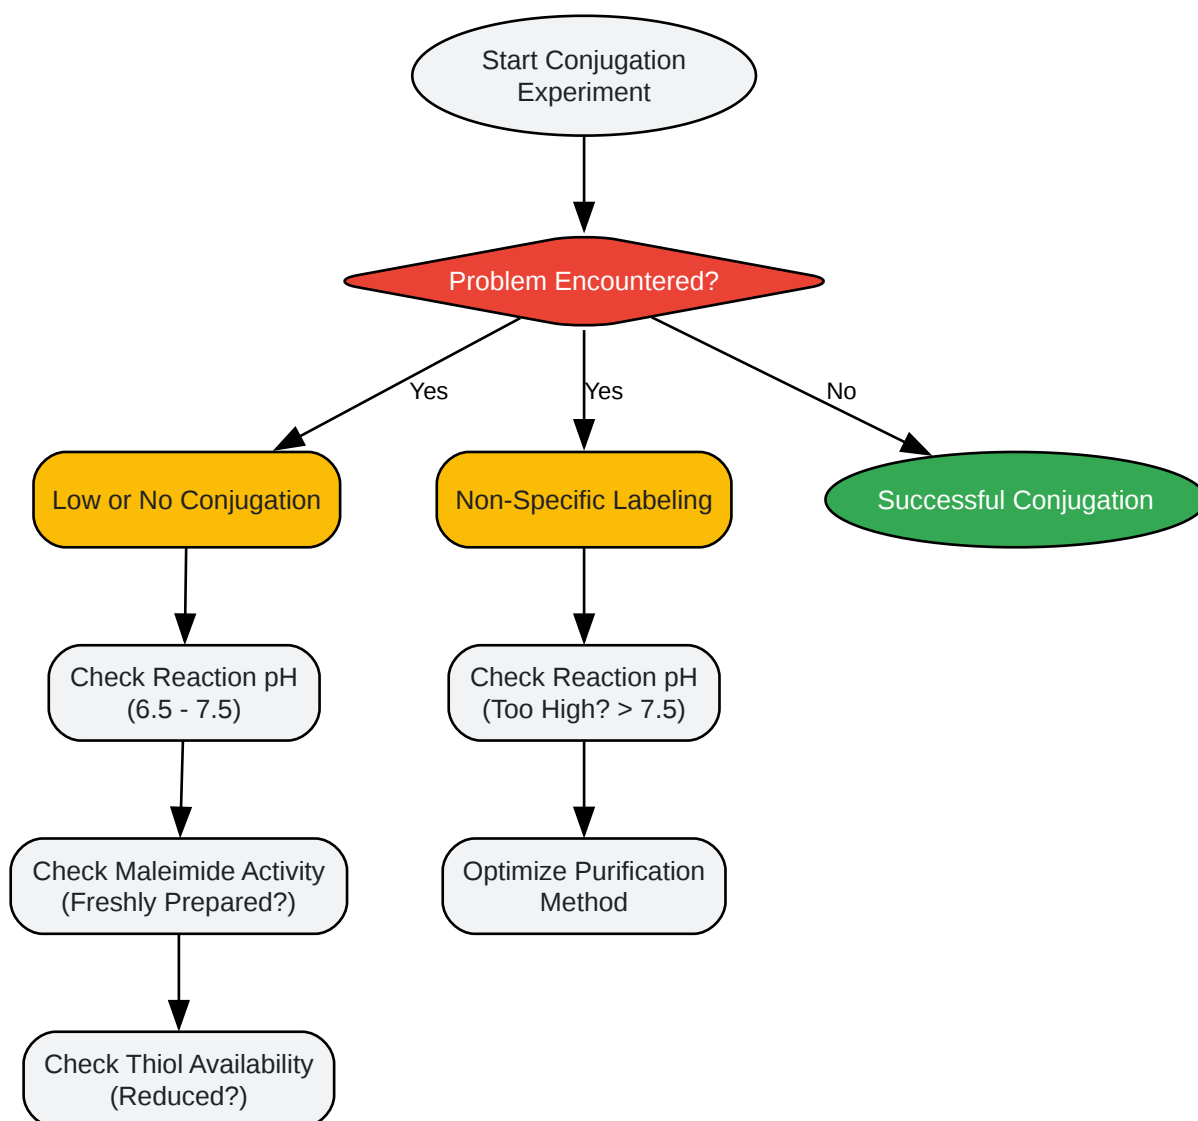 Start Conjugation
Experiment
Problem Encountered?
Yes
Yes
No
Low or No Conjugation
Non-Specific Labeling
Successful Conjugation
Check Reaction pH
(6.5 - 7.5)
Check Reaction pH
(Too High? > 7.5)
Check Maleimide Activity
(Freshly Prepared?)
Optimize Purification
Method
Check Thiol Availability
(Reduced?)